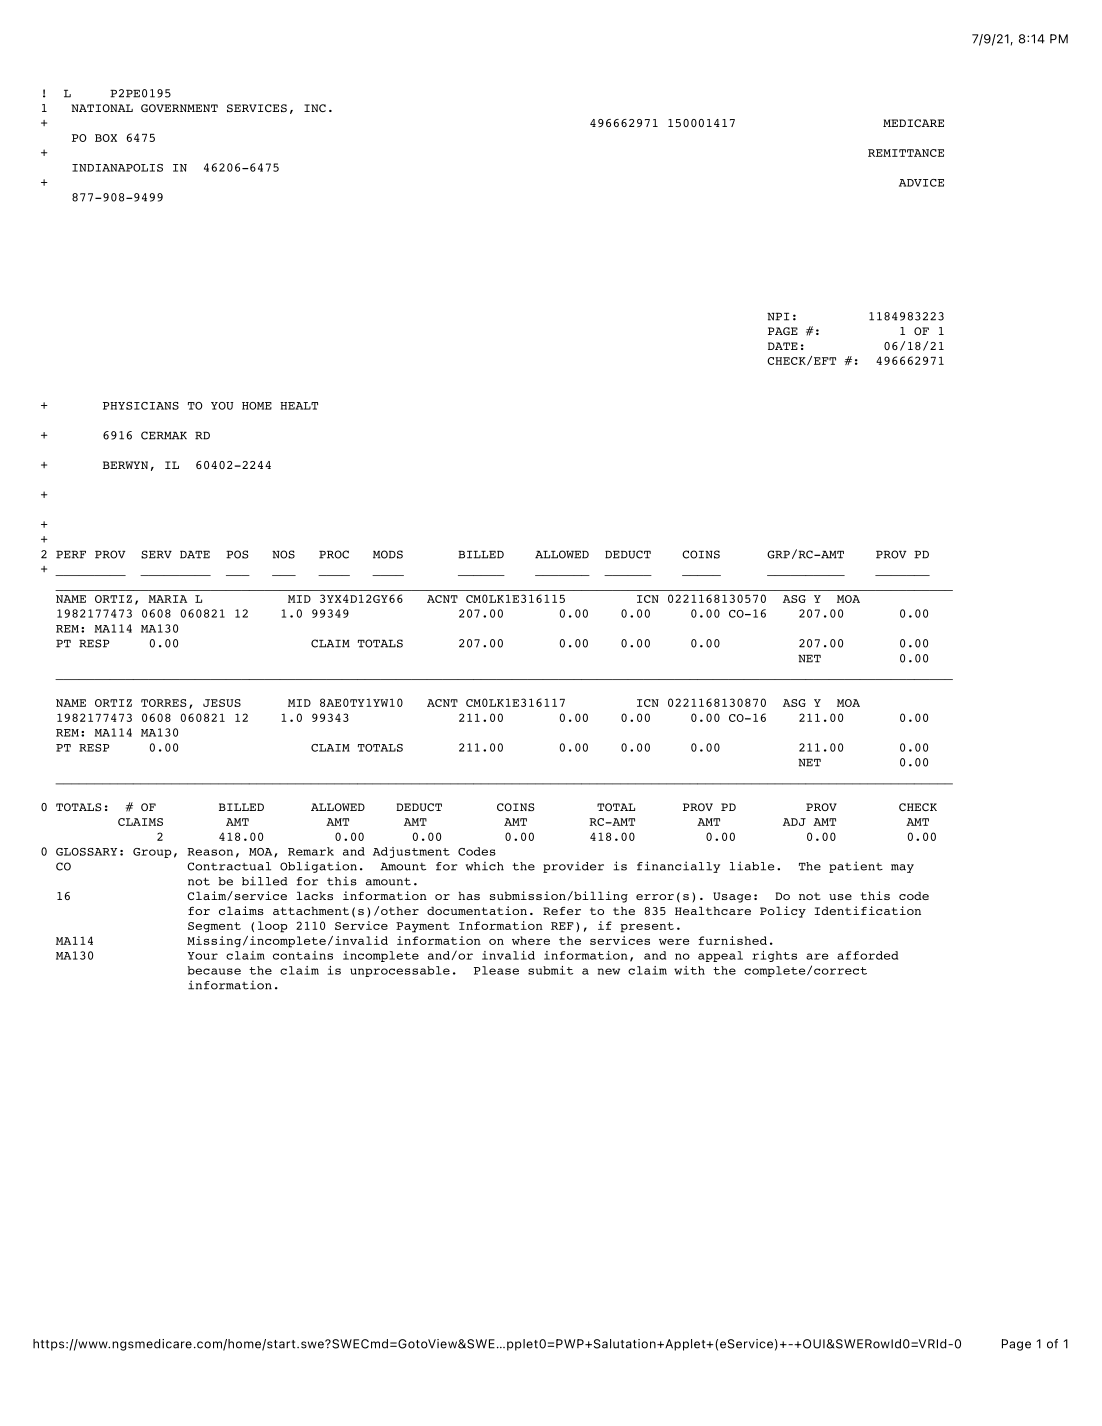 7/9/21, 8:14 PM
! L P2PE0195
1 NATIONAL GOVERNMENT SERVICES, INC.
+ 496662971 150001417 MEDICARE
PO BOX 6475
+ REMITTANCE
INDIANAPOLIS IN 46206-6475
+ ADVICE
877-908-9499
NPI: 1184983223
PAGE #: 1 OF 1
DATE: 06/18/21
CHECK/EFT #: 496662971
+ PHYSICIANS TO YOU HOME HEALT
+ 6916 CERMAK RD
+ BERWYN, IL 60402-2244
+
+
+
2 PERF PROV SERV DATE POS NOS PROC MODS BILLED ALLOWED DEDUCT COINS GRP/RC-AMT PROV PD
+
NAME ORTIZ, MARIA L MID 3YX4D12GY66 ACNT CM0LK1E316115 ICN 0221168130570 ASG Y MOA
1982177473 0608 060821 12 1.0 99349 207.00 0.00 0.00 0.00 CO-16 207.00 0.00
REM: MA114 MA130
PT RESP 0.00 CLAIM TOTALS 207.00 0.00 0.00 0.00 207.00 0.00
NET 0.00
NAME ORTIZ TORRES, JESUS MID 8AE0TY1YW10 ACNT CM0LK1E316117 ICN 0221168130870 ASG Y MOA
1982177473 0608 060821 12 1.0 99343 211.00 0.00 0.00 0.00 CO-16 211.00 0.00
REM: MA114 MA130
PT RESP 0.00 CLAIM TOTALS 211.00 0.00 0.00 0.00 211.00 0.00
NET 0.00
0 TOTALS: # OF BILLED ALLOWED DEDUCT COINS TOTAL PROV PD PROV CHECK
CLAIMS AMT AMT AMT AMT RC-AMT AMT ADJ AMT AMT
2 418.00 0.00 0.00 0.00 418.00 0.00 0.00 0.00
0 GLOSSARY: Group, Reason, MOA, Remark and Adjustment Codes
CO Contractual Obligation. Amount for which the provider is financially liable. The patient may
not be billed for this amount.
16 Claim/service lacks information or has submission/billing error(s). Usage: Do not use this code
for claims attachment(s)/other documentation. Refer to the 835 Healthcare Policy Identification
Segment (loop 2110 Service Payment Information REF), if present.
MA114 Missing/incomplete/invalid information on where the services were furnished.
MA130 Your claim contains incomplete and/or invalid information, and no appeal rights are afforded
because the claim is unprocessable. Please submit a new claim with the complete/correct
information.
https://www.ngsmedicare.com/home/start.swe?SWECmd=GotoView&SWE…pplet0=PWP+Salutation+Applet+(eService)+-+OUI&SWERowId0=VRId-0 Page 1 of 1